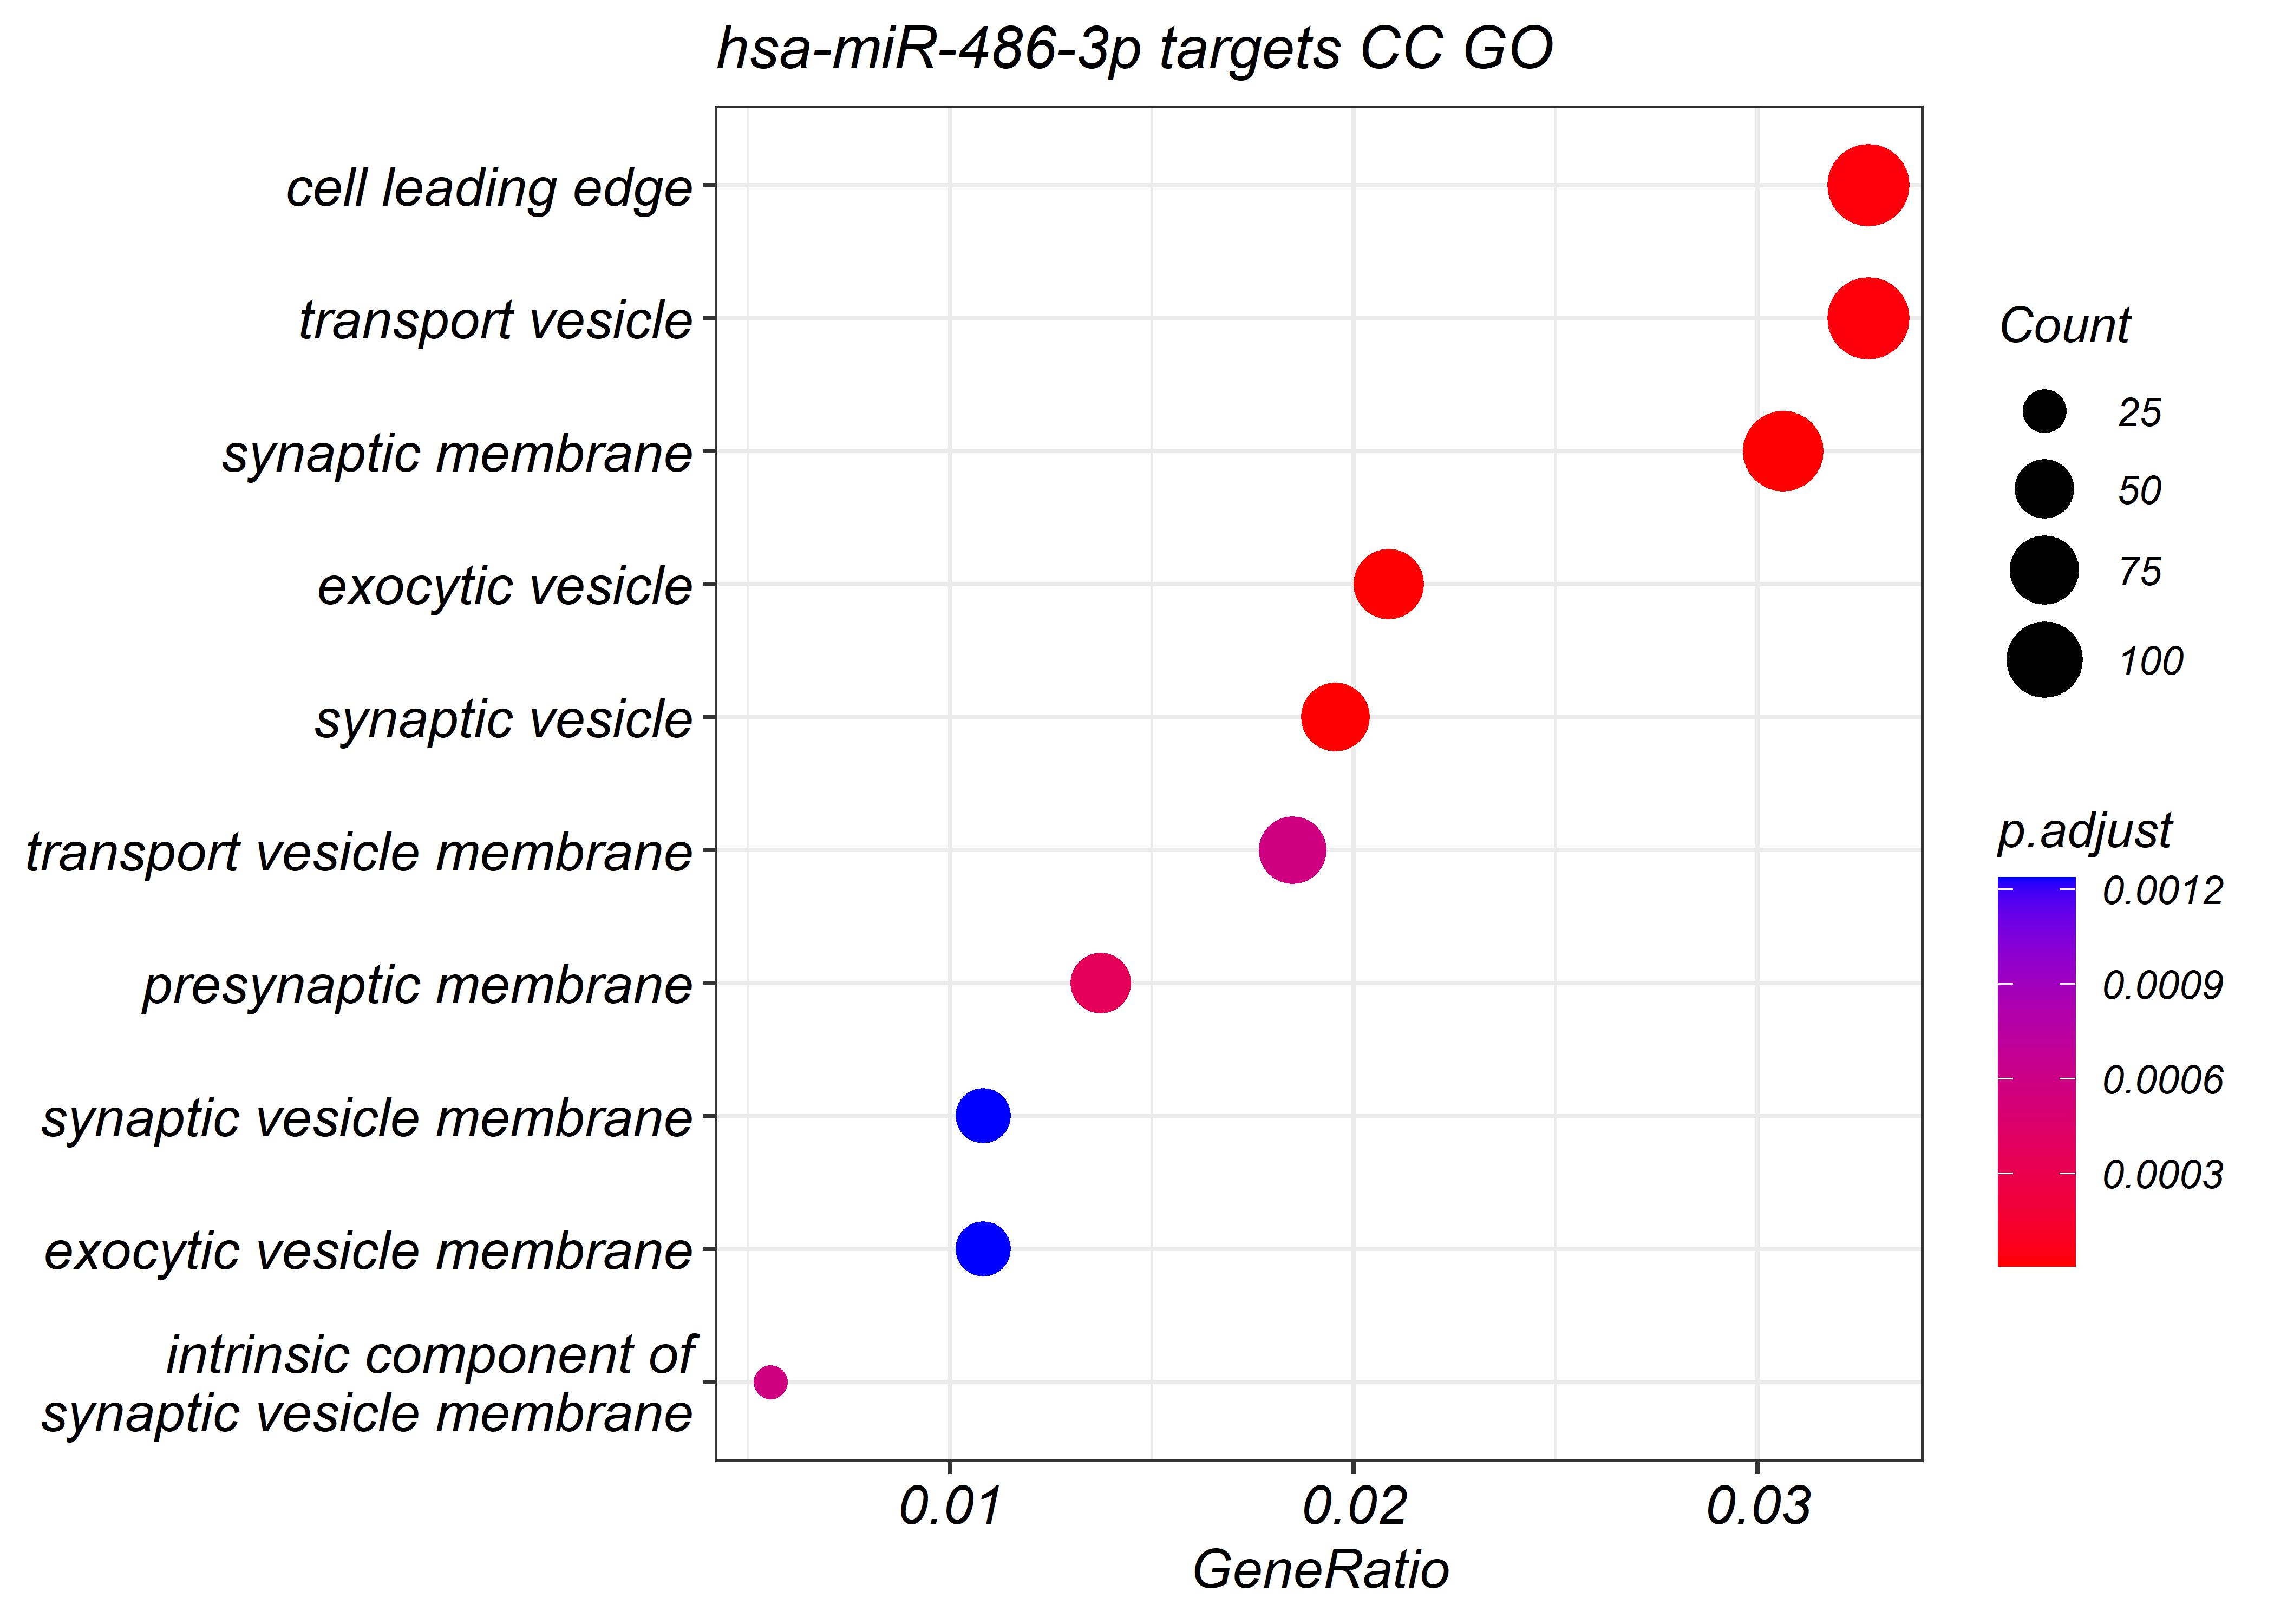 hsa-miR-486-3p targets CC GO
cell leading edge
transport vesicle
synaptic membrane
exocytic vesicle
synaptic vesicle
transport vesicle membrane
presynaptic membrane
synaptic vesicle membrane
exocytic vesicle membrane
intrinsic component of
synaptic vesicle membrane
0.01
0.02
0.03
GeneRatio
Count
25
50
75
100
p.adjust
0.0012
0.0009
0.0006
0.0003